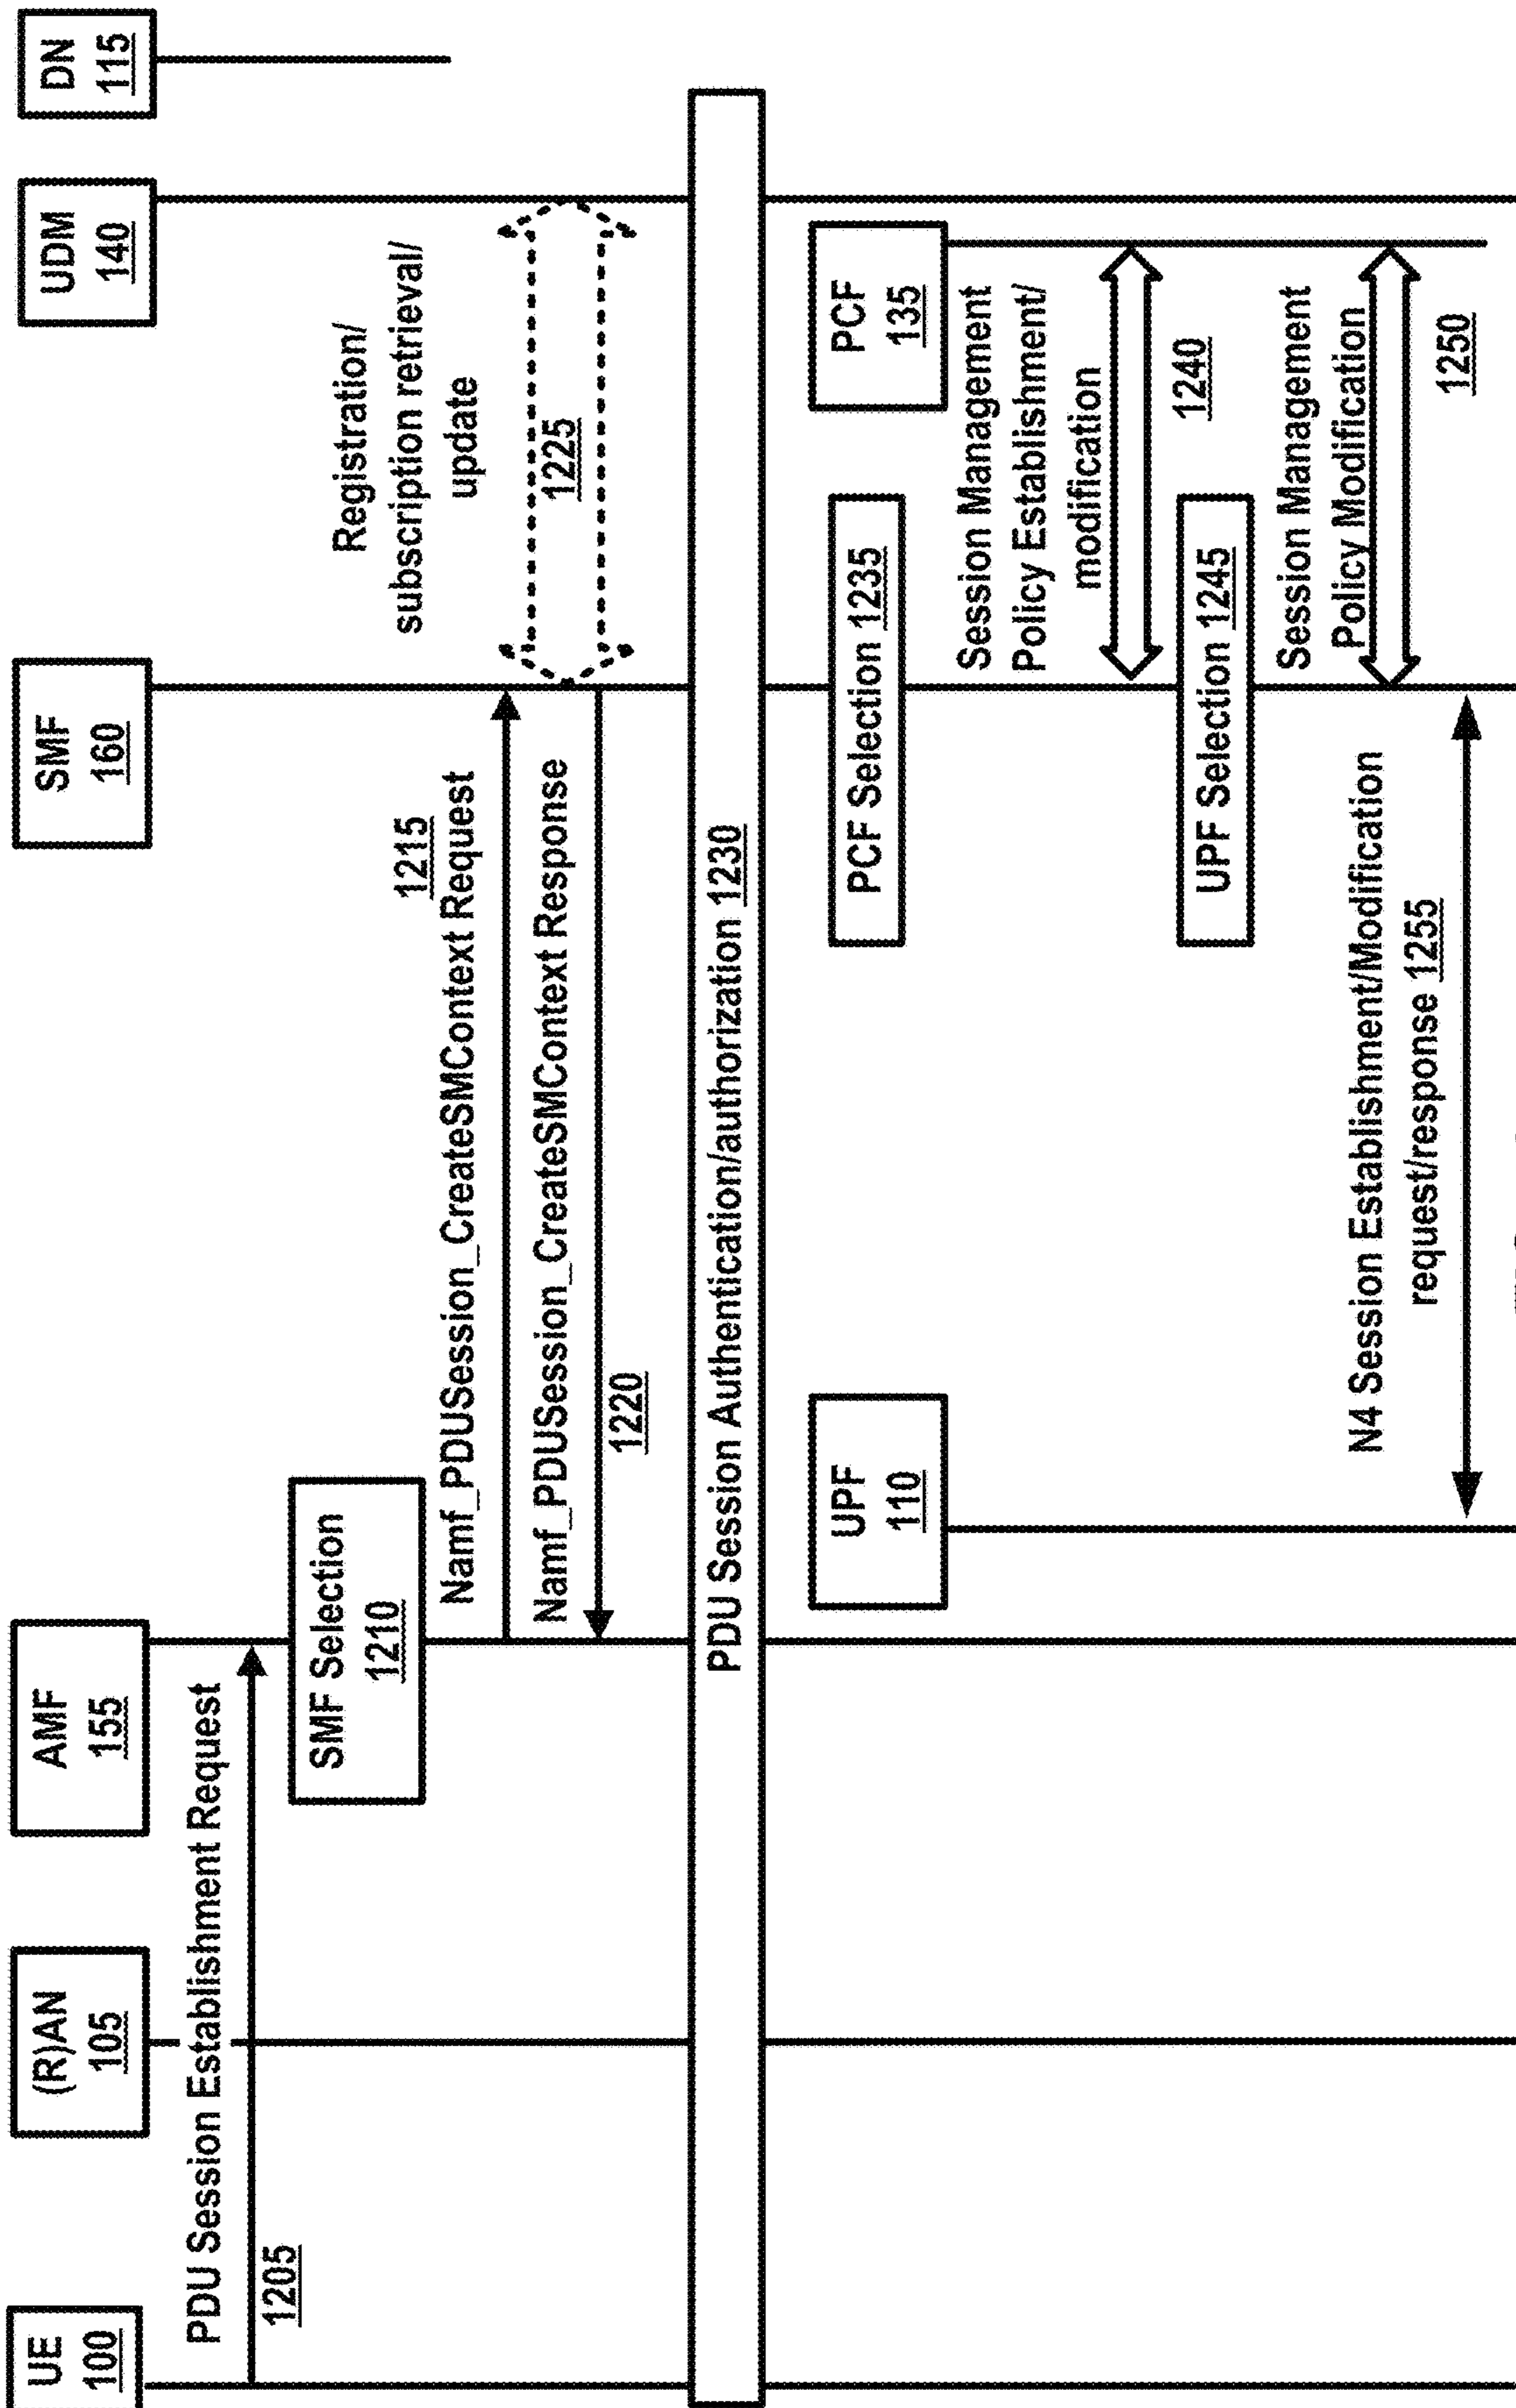 UE
100
(R)AN
105
AMF
155
SMF
160
UDM
140
DN
115
PDU Session Establishment Request
1205
SMF Selection
1210
1215
Namf_PDUSession_CreateSMContext Request
Namf_PDUSession_CreateSMContext Response
1220
Registration/
subscription retrieval/
update
1225
PDU Session Authentication/authorization 1230
UPF
110
PCF
135
PCF Selection 1235
Session Management
Policy Establishment/
modification
1240
UPF Selection 1245
Session Management
Policy Modification
1250
N4 Session Establishment/Modification
request/response 1255